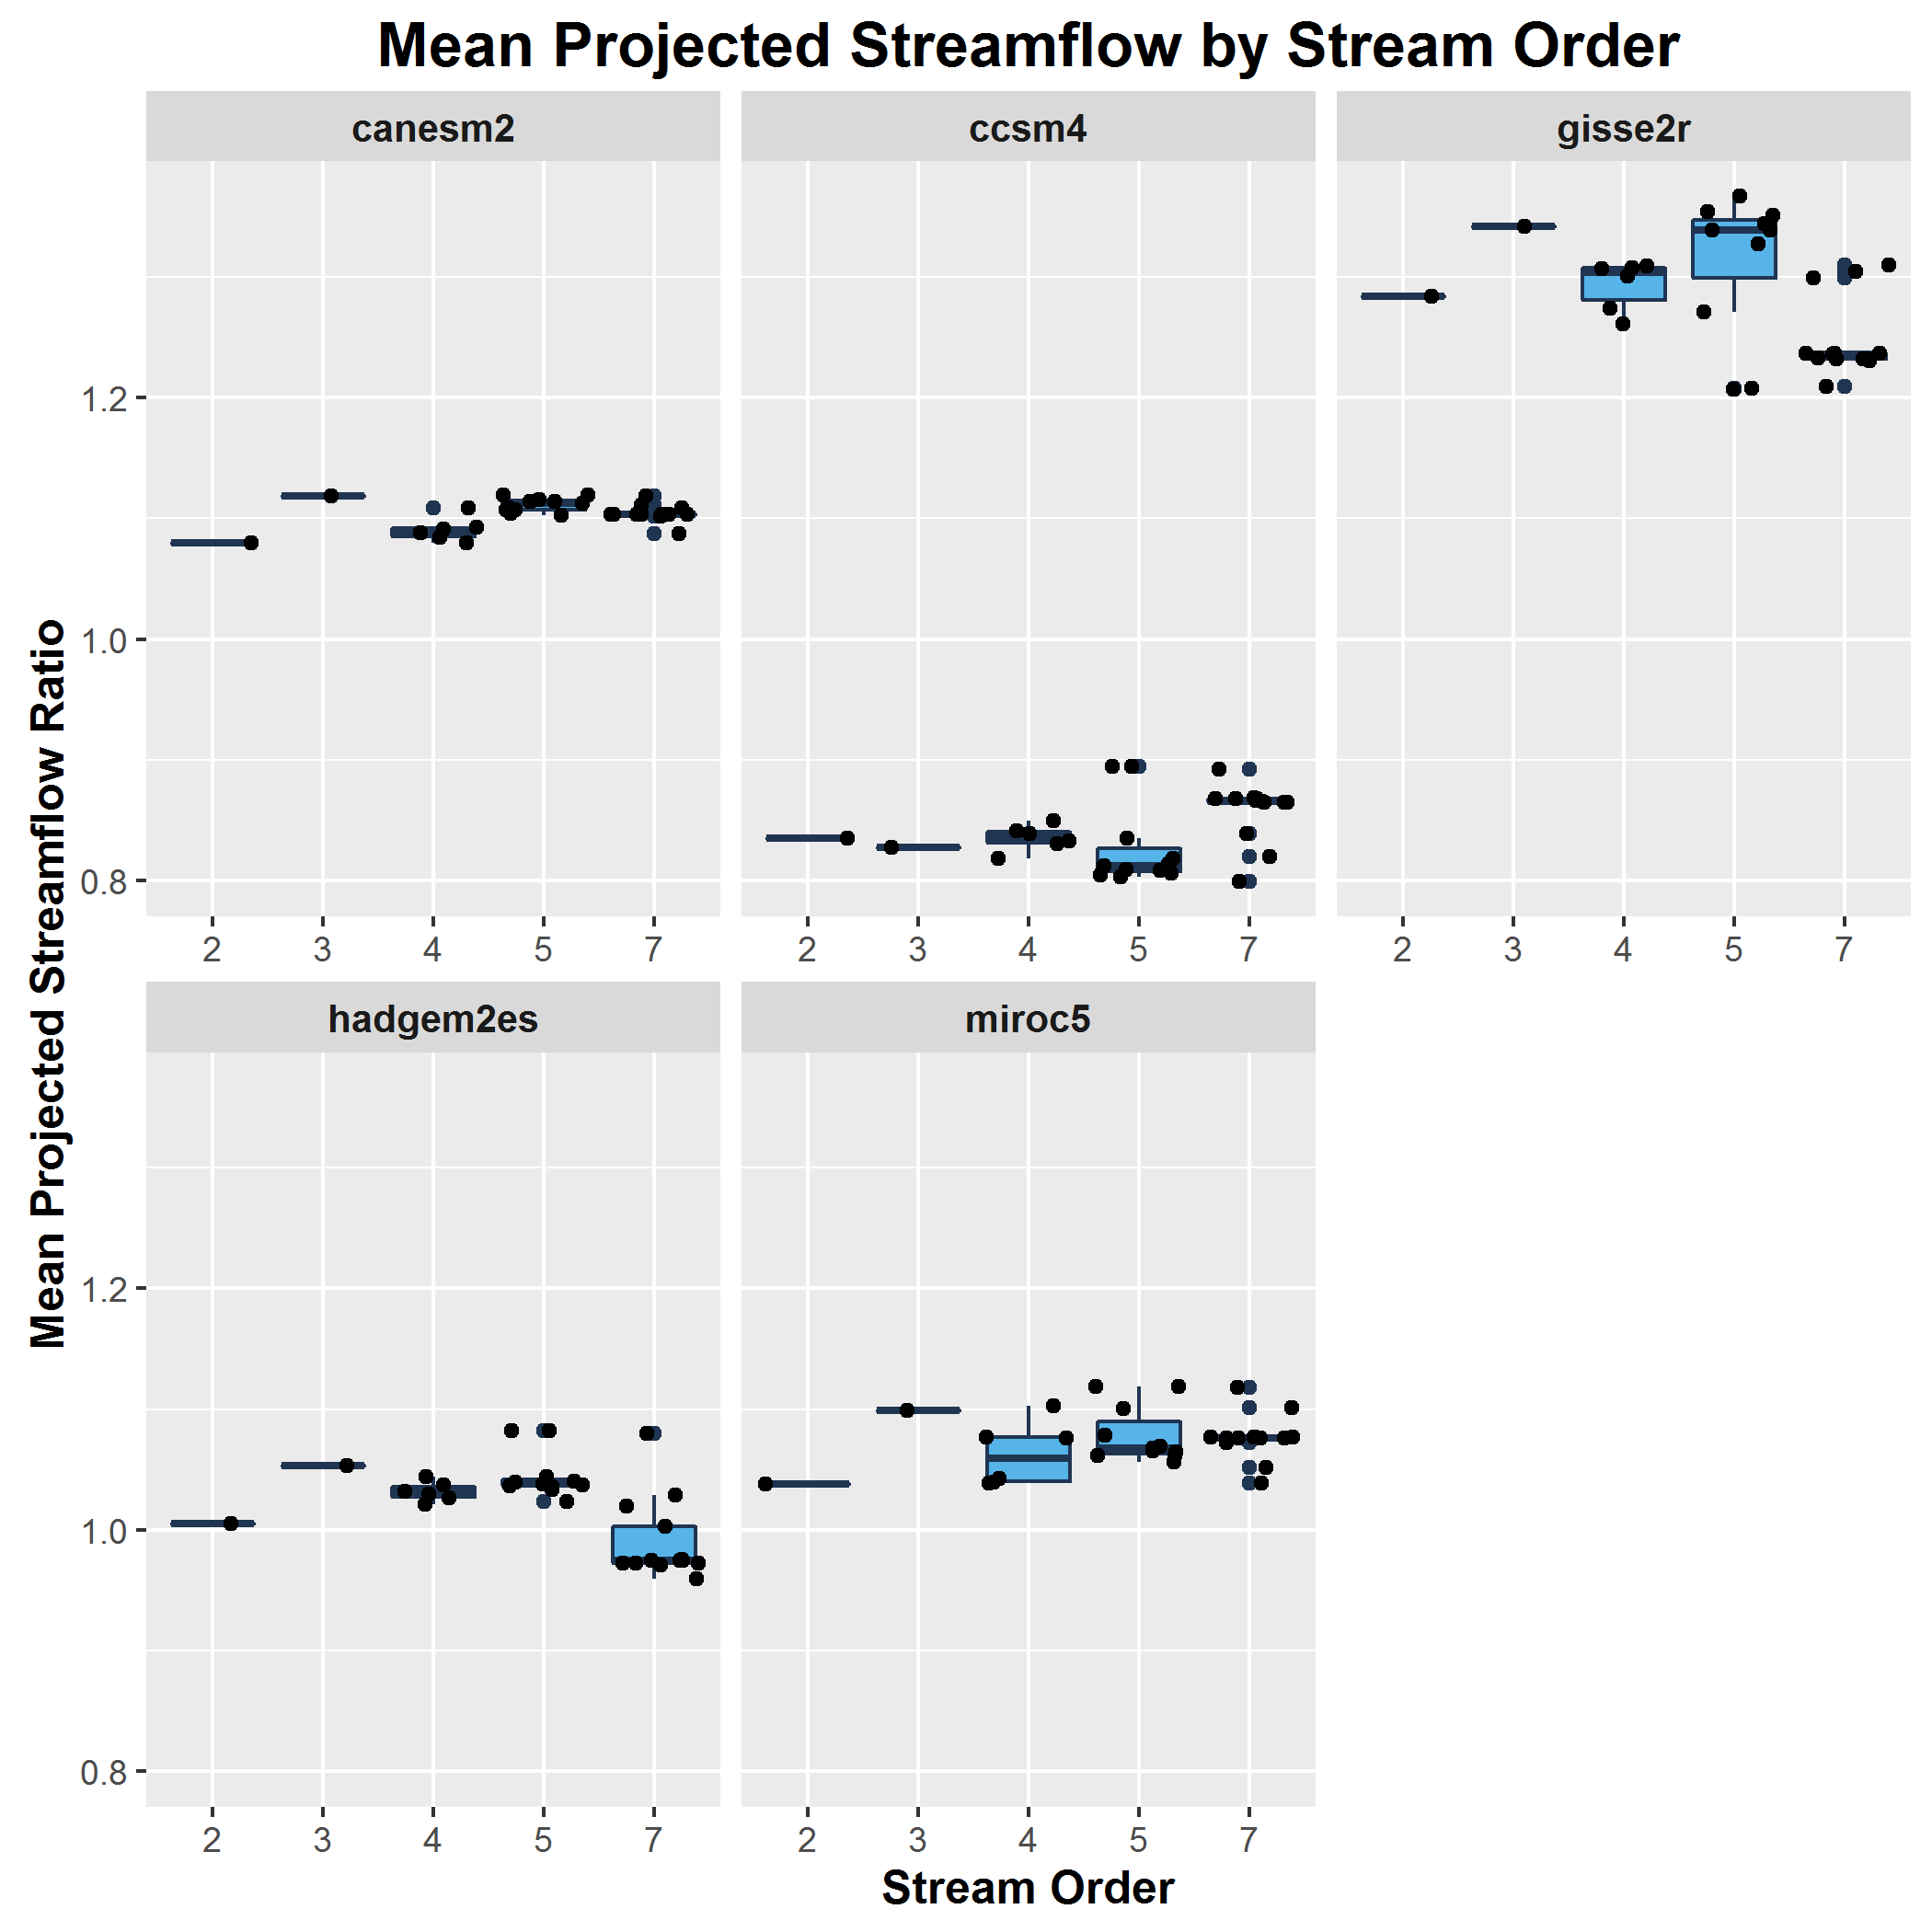 Mean Projected Streamflow by Stream Order
canesm2 ccsm4 gisse2r
1.2
1.0
0.8
2 3 4 5 7 2 3 4 5 7 2 3 4 5 7
Mean Projected Streamflow Ratio
hadgem2es miroc5
1.2
1.0
0.8
2 3 4 5 7 2 3 4 5 7
Stream Order